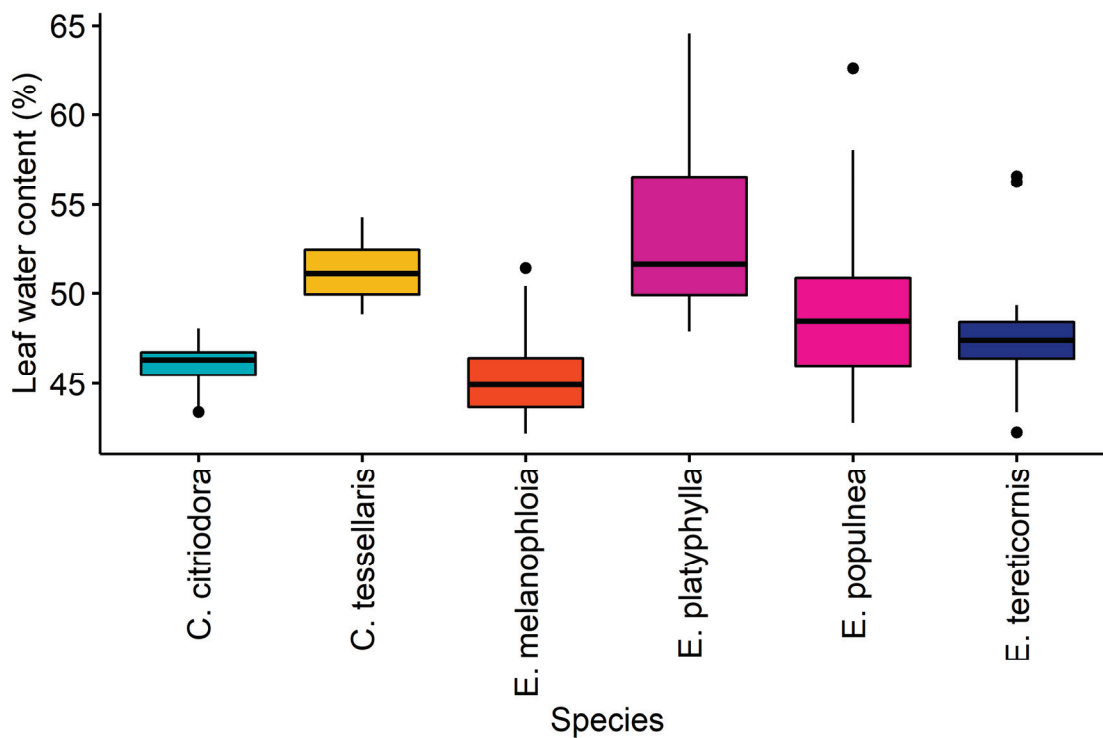 Leaf water content (%)
65
60
55
50
45
C. citriodora
C. tessellaris
E. melanophloia
E. platyphylla
E. populnea
E. tereticornis
Species